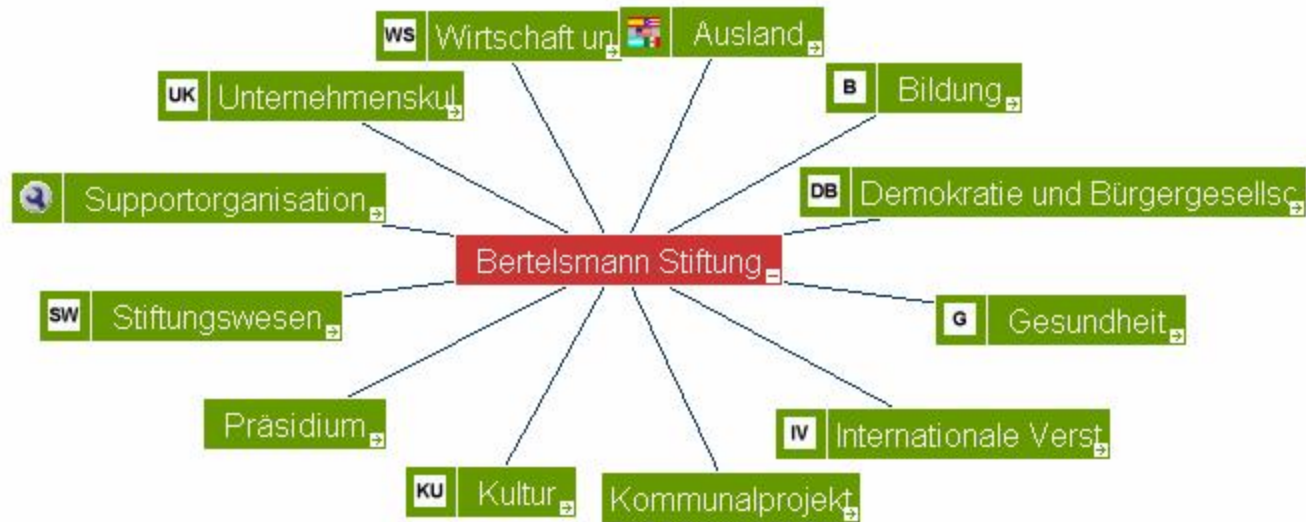 WS Wirtschaft un
Ausland
UK Unternehmenskul
B Bildung
Supportorganisation
DB Demokratie und Bürgergesellsc
Bertelsmann Stiftung
SW Stiftungswesen
G Gesundheit
Präsidium
IV Internationale Verst
KU Kultur
Kommunalprojekt